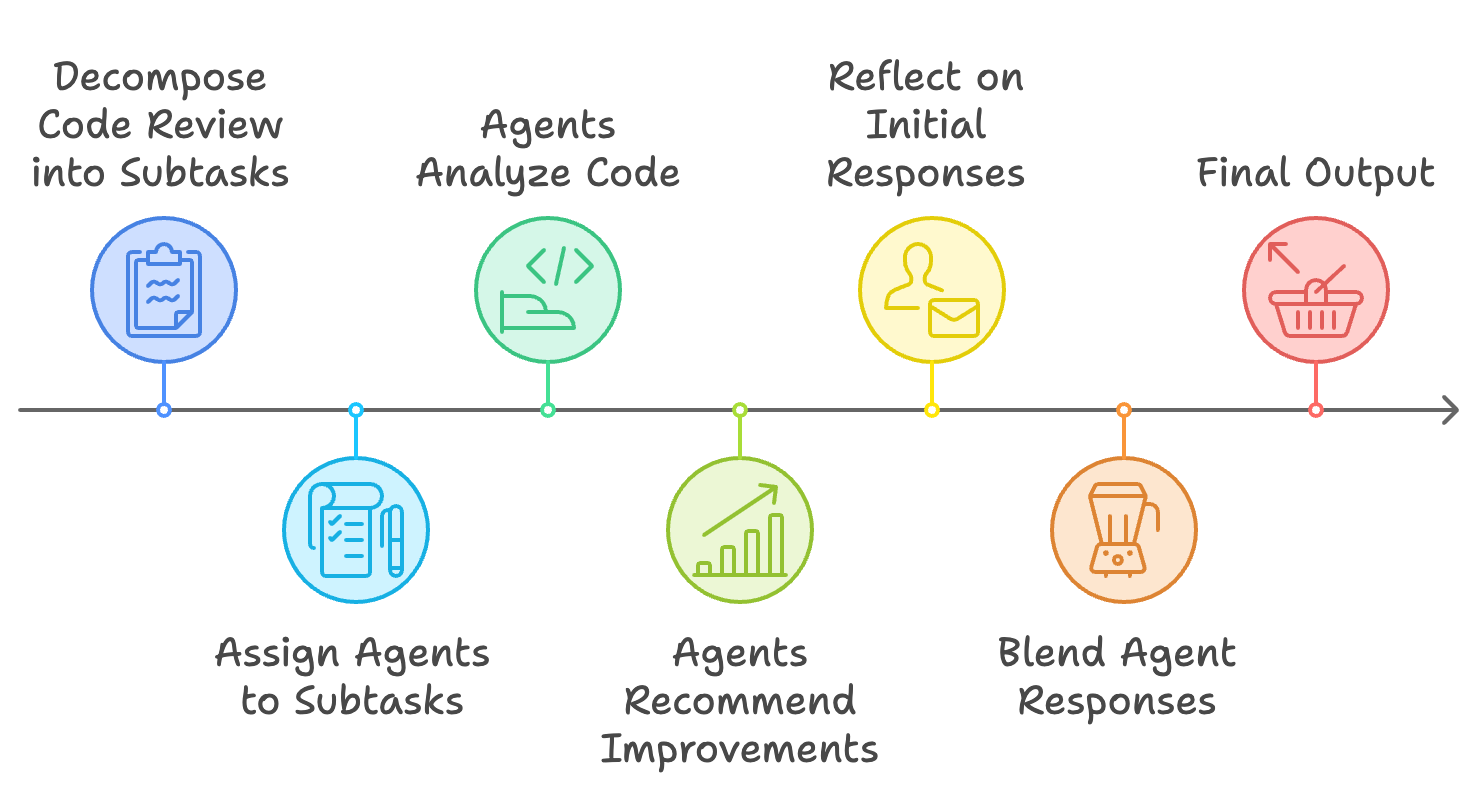 Decompose
Code Review
into Subtasks
Assign Agents
to Subtasks
Agents
Analyze Code
Agents
Recommend
Improvements
Reflect on
Initial
Responses
Blend Agent
Responses
Final Output